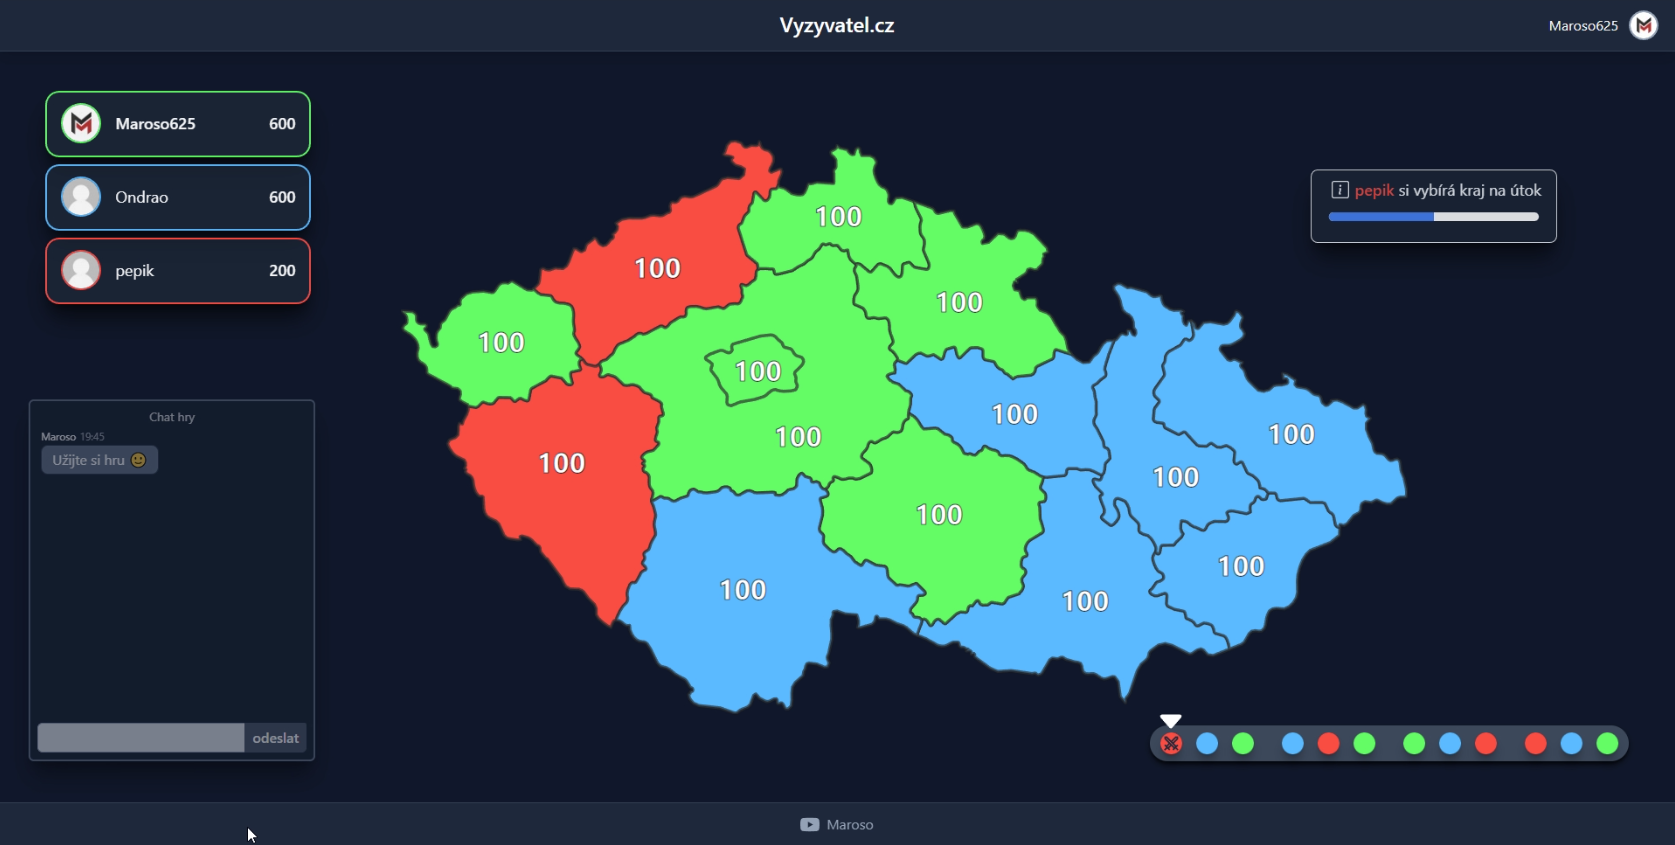 Vyzyvatel.cz
Maroso625
Maroso625 600
Ondrao 600
pepik 200
pepik si vybírá kraj na útok
100
100
100
100
100
100
100
100
100
100
100
100
100
100
Chat hry
Maroso 19:45
Užijte si hru
odeslat
Maroso